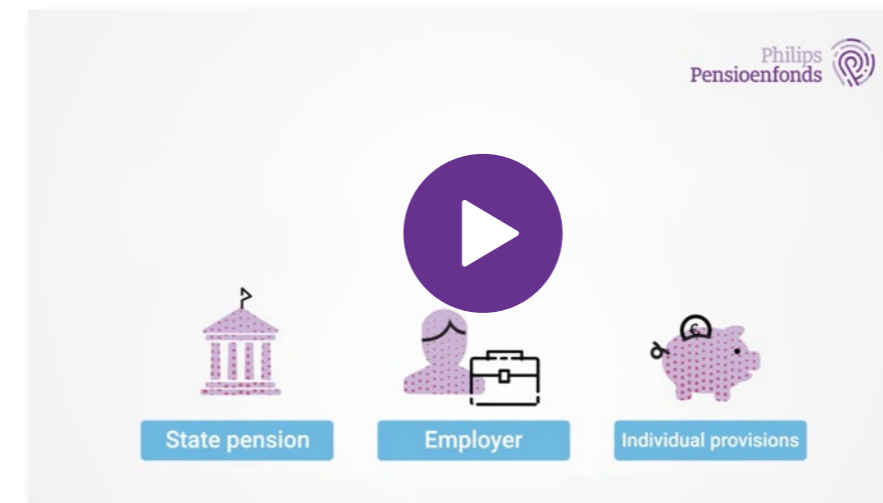 Philips
Pensioenfonds
€
State pension
Employer
Individual provisions